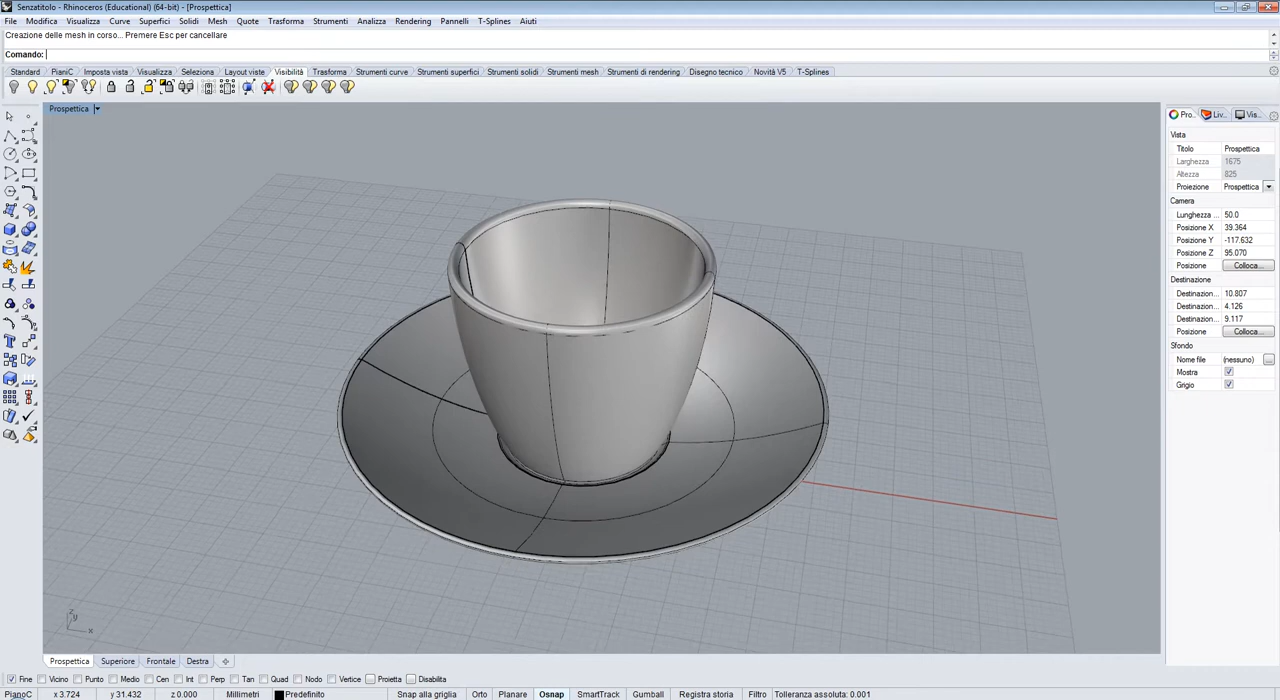 Senzatitolo - Rhinoceros (Educational) (64-bit) - [Prospettica]
File Modifica Visualizza Curve Superfici Solidi Mesh Quote Trasforma Strumenti Analizza Rendering Pannelli T-Splines Aiuti
Creazione delle mesh in corso... Premere Esc per cancellare
Comando:
Standard PianiC Imposta vista Visualizza Seleziona Layout viste Visibilità Trasforma Strumenti curve Strumenti superfici Strumenti solidi Strumenti mesh Strumenti di rendering Disegno tecnico Novità V5 T-Splines
Prospettica
Pro... Liv... Vis...
Vista
Titolo Prospettica
Larghezza 1675
Altezza 825
Proiezione Prospettica
Camera
Lunghezza ... 50.0
Posizione X 39.364
Posizione Y -117.632
Posizione Z 95.070
Posizione Colloca...
Destinazione
Destinazion... 10.807
Destinazion... 4.126
Destinazion... 9.117
Posizione Colloca...
Sfondo
Nome file (nessuno) ...
Mostra
Grigio
z y x
Prospettica Superiore Frontale Destra
Fine Vicino Punto Medio Cen Int Perp Tan Quad Nodo Vertice Proietta Disabilita
PianoC x 3.724 y 31.432 z 0.000 Millimetri Predefinito Snap alla griglia Orto Planare Osnap SmartTrack Gumball Registra storia Filtro Tolleranza assoluta: 0.001